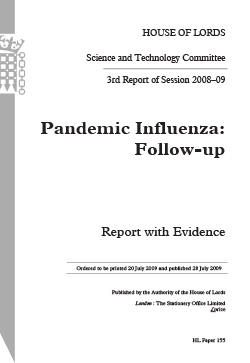 HOUSE OF LORDS
Science and Technology Committee
3rd Report of Session 2008–09
Pandemic Influenza:
Follow-up
Report with Evidence
Ordered to be printed 20 July 2009 and published 28 July 2009
Published by the Authority of the House of Lords
London : The Stationery Office Limited
£price
HL Paper 155